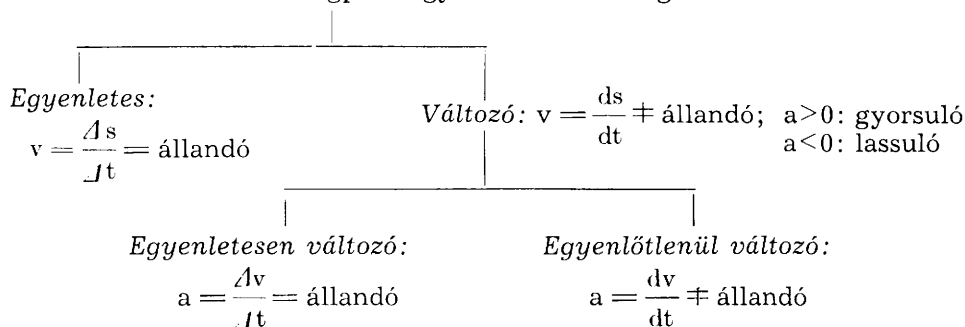 Egyenletes:
v = Δs/Δt = állandó
Változó: v = ds/dt ≠ állandó; a>0: gyorsuló
a<0: lassuló
Egyenletesen változó:
a = Δv/Δt = állandó
Egyenlőtlenül változó:
a = dv/dt ≠ állandó